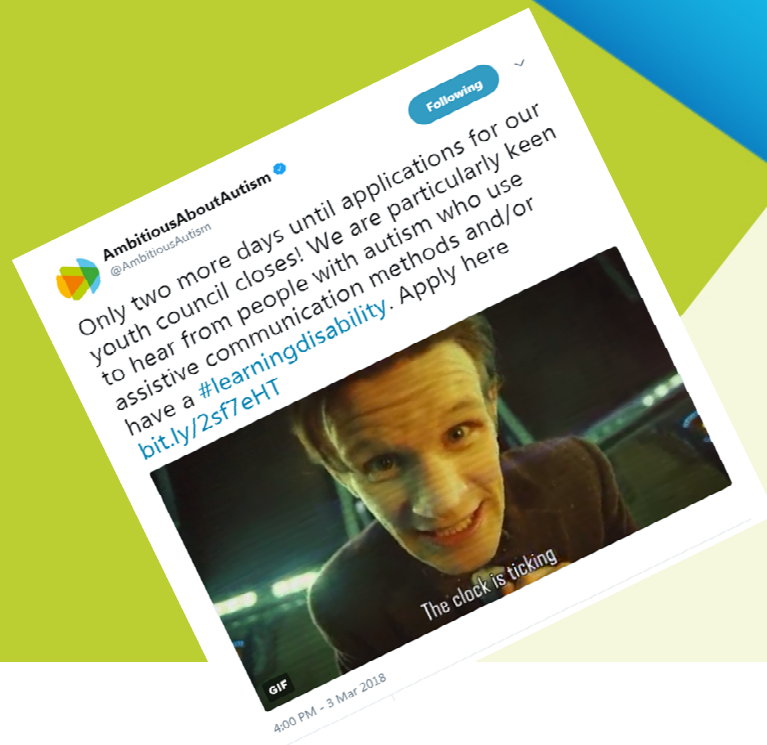 Following
AmbitiousAboutAutism
@AmbitiousAutism
Only two more days until applications for our
youth council closes! We are particularly keen
to hear from people with autism who use
assistive communication methods and/or
have a #learningdisability. Apply here
bit.ly/2sf7eHT
The clock is ticking
GIF
4:00 PM - 3 Mar 2018